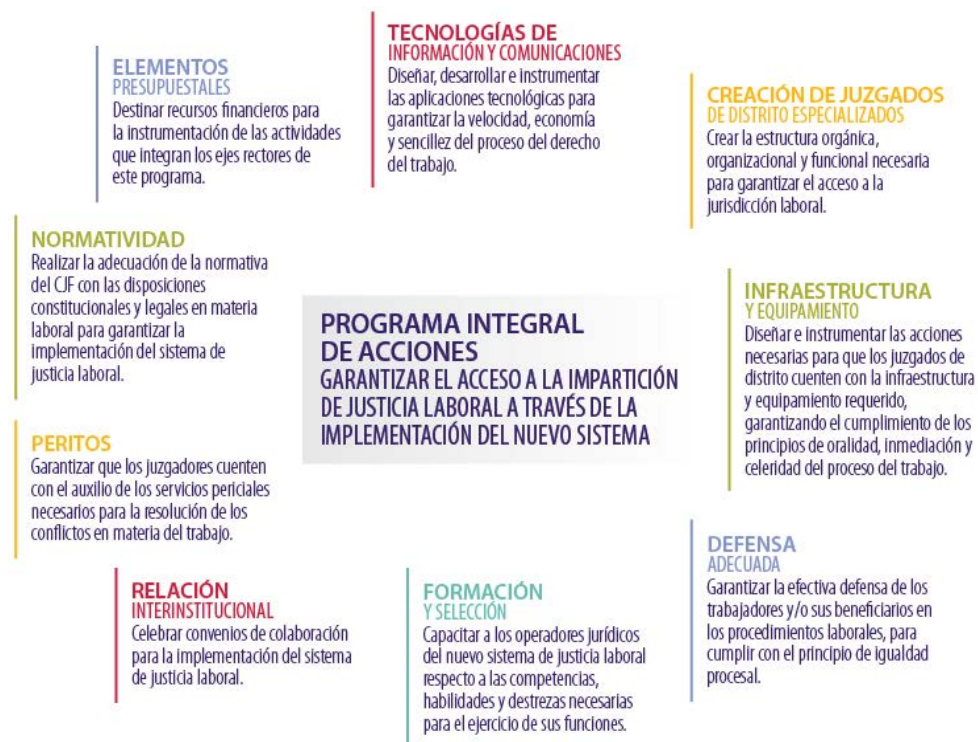 TECNOLOGÍAS DE
INFORMACIÓN Y COMUNICACIONES
Diseñar, desarrollar e instrumentar
las aplicaciones tecnológicas para
garantizar la velocidad, economía
y sencillez del proceso del derecho
del trabajo.
ELEMENTOS
PRESUPUESTALES
Destinar recursos financieros para
la instrumentación de las actividades
que integran los ejes rectores de
este programa.
CREACIÓN DE JUZGADOS
DE DISTRITO ESPECIALIZADOS
Crear la estructura orgánica,
organizacional y funcional necesaria
para garantizar el acceso a la
jurisdicción laboral.
NORMATIVIDAD
Realizar la adecuación de la normativa
del CJF con las disposiciones
constitucionales y legales en materia
laboral para garantizar la
implementación del sistema de
justicia laboral.
PROGRAMA INTEGRAL
DE ACCIONES
GARANTIZAR EL ACCESO A LA IMPARTICIÓN
DE JUSTICIA LABORAL A TRAVÉS DE LA
IMPLEMENTACIÓN DEL NUEVO SISTEMA
INFRAESTRUCTURA
Y EQUIPAMIENTO
Diseñar e instrumentar las acciones
necesarias para que los juzgados de
distrito cuenten con la infraestructura
y equipamiento requerido,
garantizando el cumplimiento de los
principios de oralidad, inmediación y
celeridad del proceso del trabajo.
PERITOS
Garantizar que los juzgadores cuenten
con el auxilio de los servicios periciales
necesarios para la resolución de los
conflictos en materia del trabajo.
RELACIÓN
INTERINSTITUCIONAL
Celebrar convenios de colaboración
para la implementación del sistema
de justicia laboral.
FORMACIÓN
Y SELECCIÓN
Capacitar a los operadores jurídicos
del nuevo sistema de justicia laboral
respecto a las competencias,
habilidades y destrezas necesarias
para el ejercicio de sus funciones.
DEFENSA
ADECUADA
Garantizar la efectiva defensa de los
trabajadores y/o sus beneficiarios en
los procedimientos laborales, para
cumplir con el principio de igualdad
procesal.